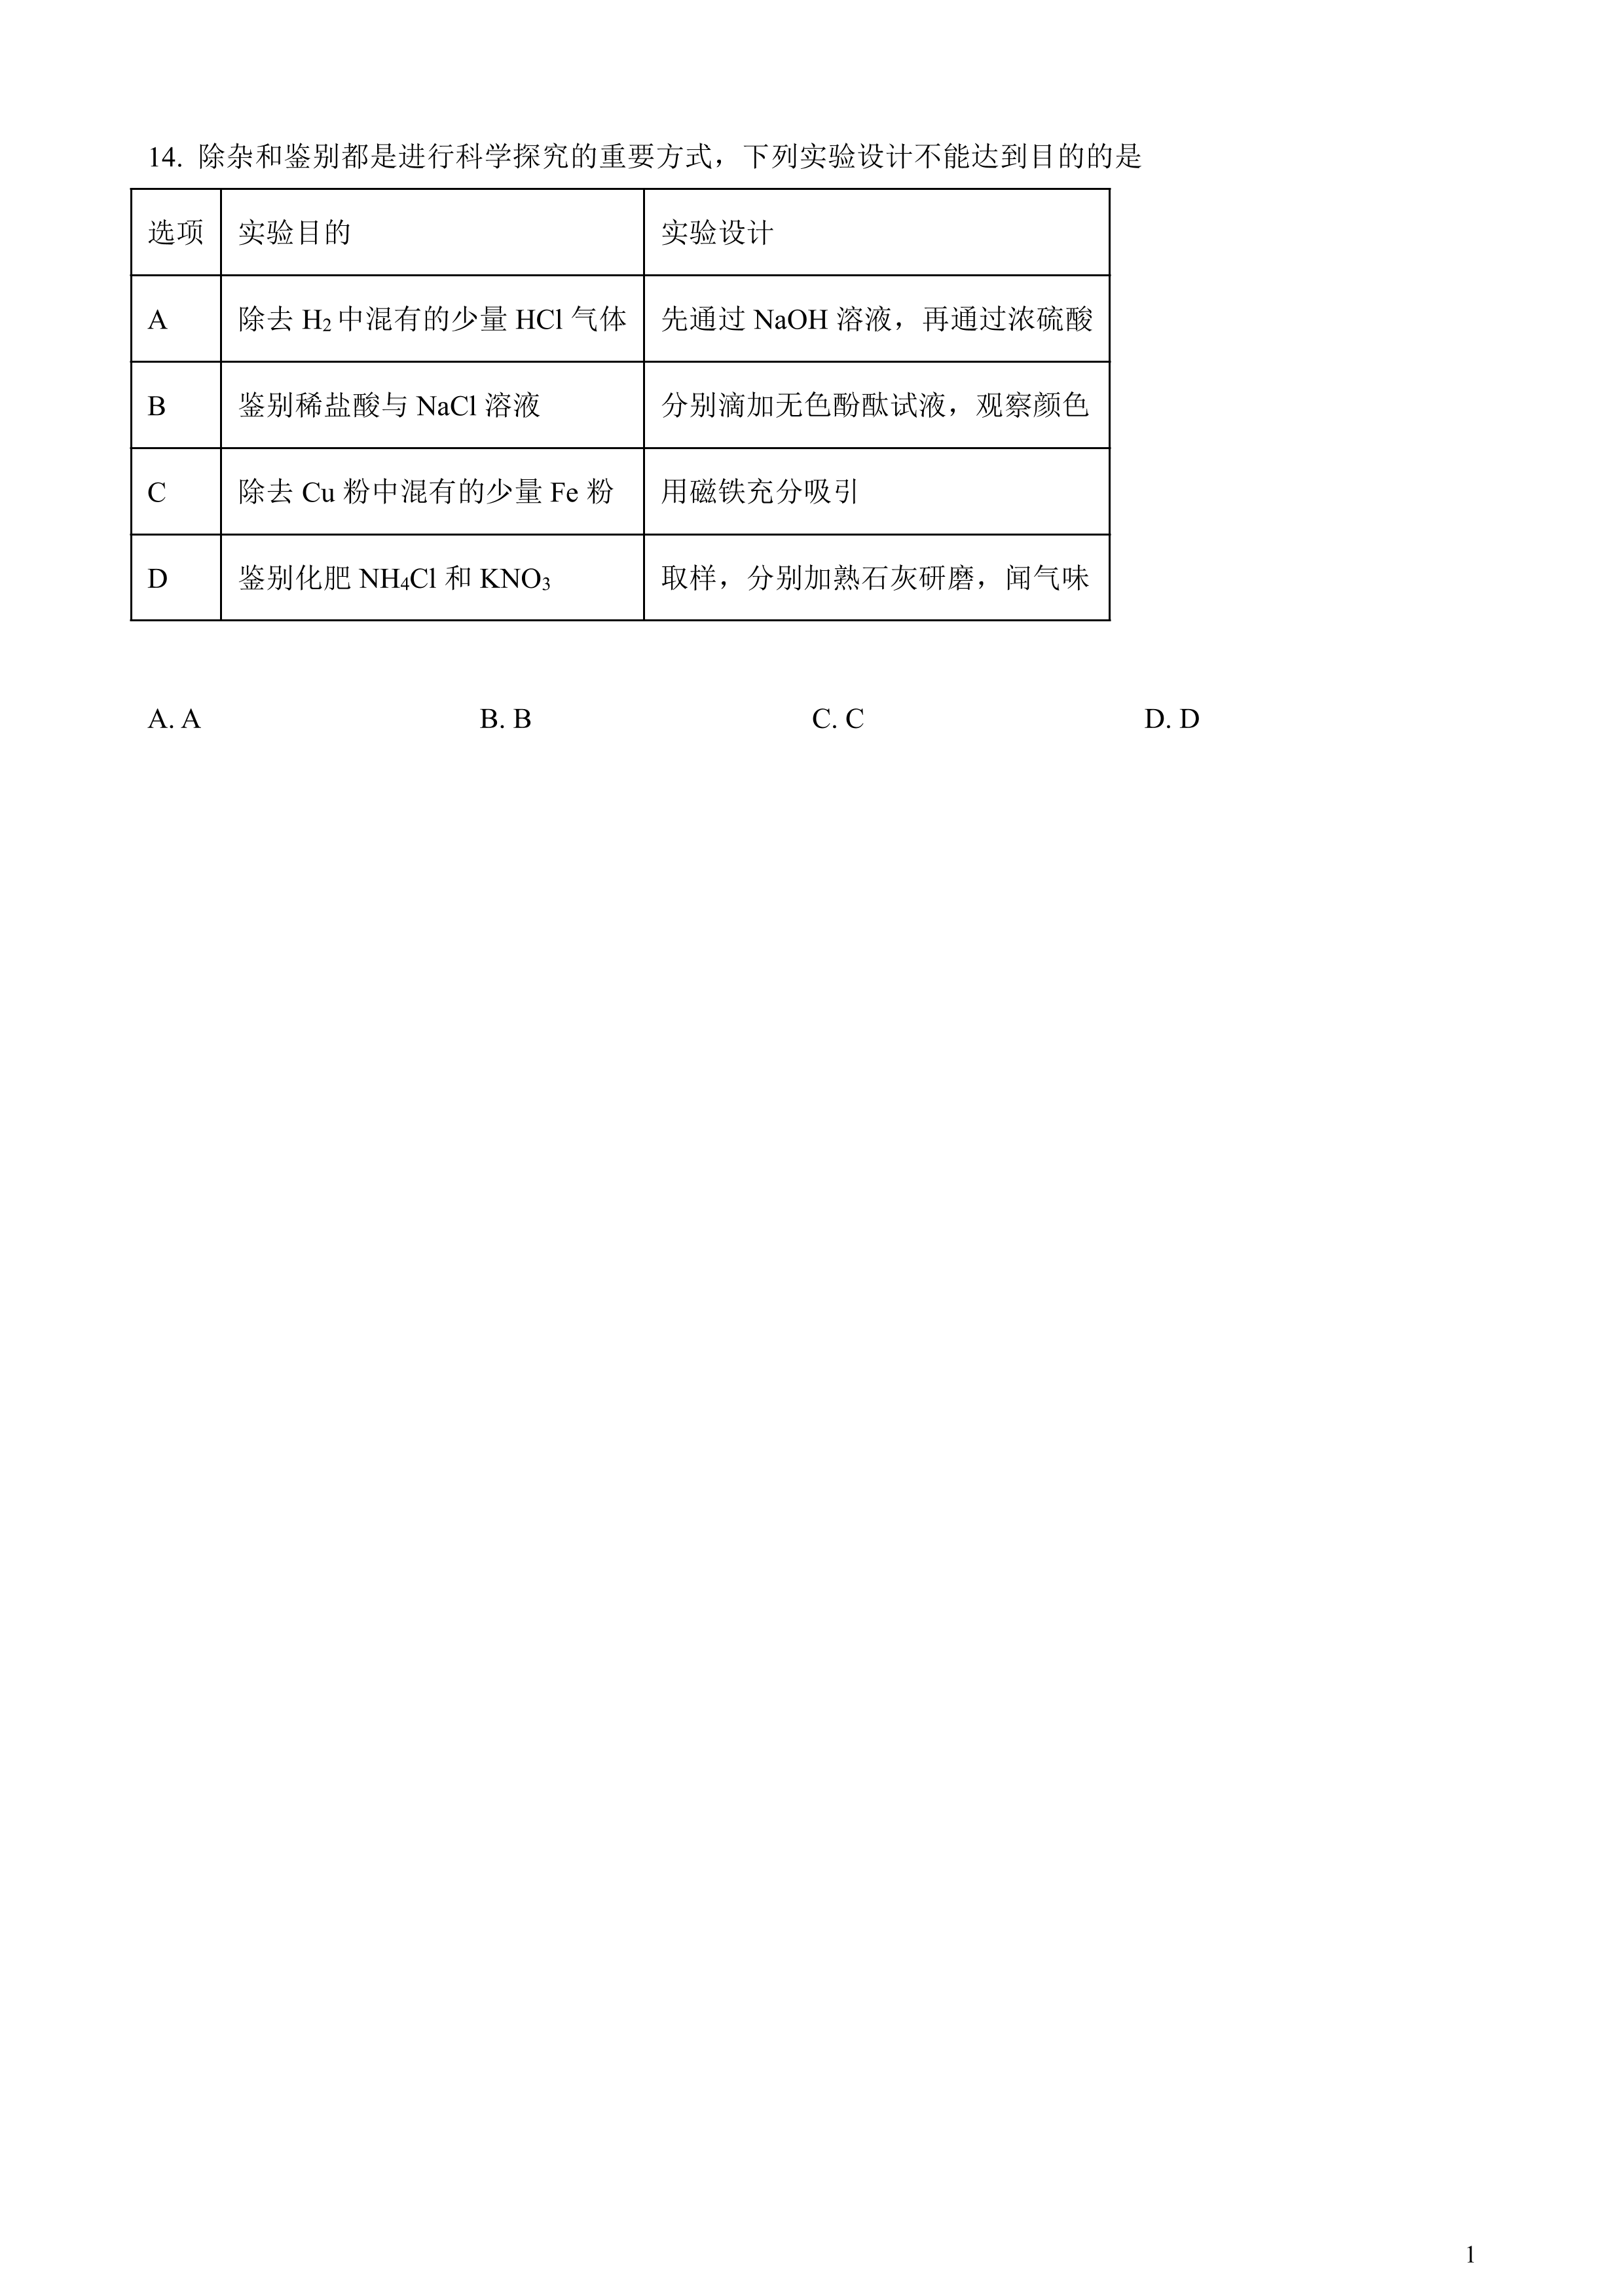 14. 除杂和鉴别都是进行科学探究的重要方式，下列实验设计不能达到目的的是
选项 实验目的 实验设计
A 除去 H₂中混有的少量 HCl 气体 先通过 NaOH 溶液，再通过浓硫酸
B 鉴别稀盐酸与 NaCl 溶液 分别滴加无色酚酞试液，观察颜色
C 除去 Cu 粉中混有的少量 Fe 粉 用磁铁充分吸引
D 鉴别化肥 NH₄Cl 和 KNO₃ 取样，分别加熟石灰研磨，闻气味
A. A B. B C. C D. D
1